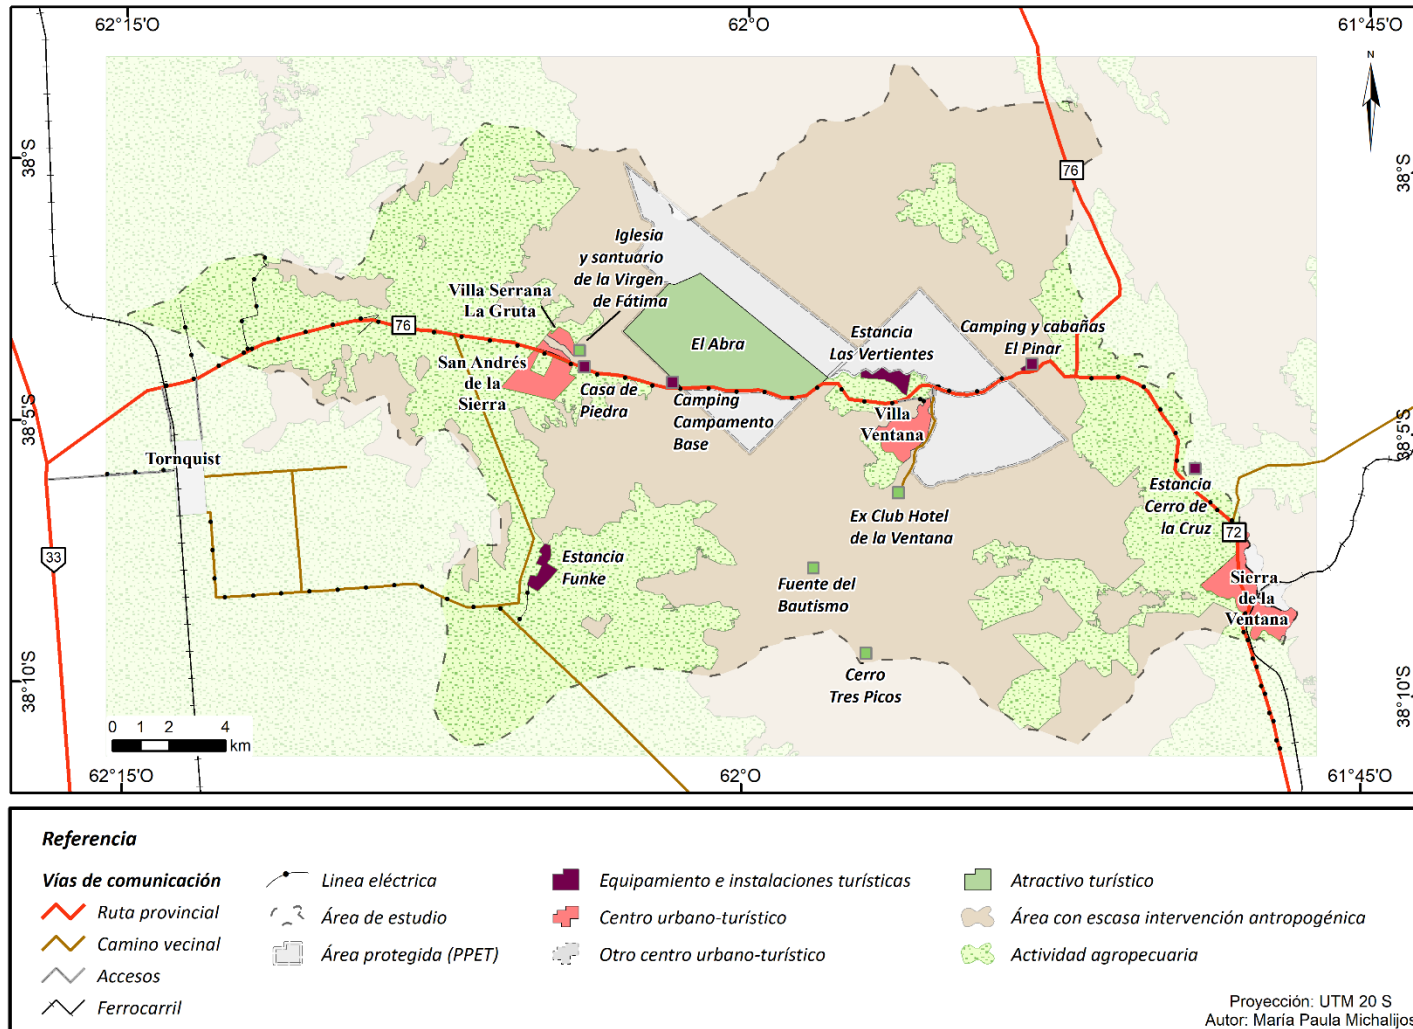 62°15'O
62°O
61°45'O
N
38°S
38°S
76
76
Iglesia
y santuario
de la Virgen
de Fátima
Villa Serrana
La Gruta
El Abra
Estancia
Las Vertientes
Camping y cabañas
El Pinar
San Andrés
de la
Sierra
Casa de
Piedra
Camping
Campamento
Base
Villa
Ventana
38°5'S
38°5'S
Tornquist
Estancia
Cerro de
la Cruz
Ex Club Hotel
de la Ventana
72
33
Estancia
Funke
Fuente del
Bautismo
Sierra
de la
Ventana
Cerro
Tres Picos
38°10'S
38°10'S
0 1 2 4
km
62°15'O
62°O
61°45'O
Referencia
Vías de comunicación
Ruta provincial
Camino vecinal
Accesos
Ferrocarril
Linea eléctrica
Área de estudio
Área protegida (PPET)
Equipamiento e instalaciones turísticas
Centro urbano-turístico
Otro centro urbano-turístico
Atractivo turístico
Área con escasa intervención antropogénica
Actividad agropecuaria
Proyección: UTM 20 S
Autor: María Paula Michalijos